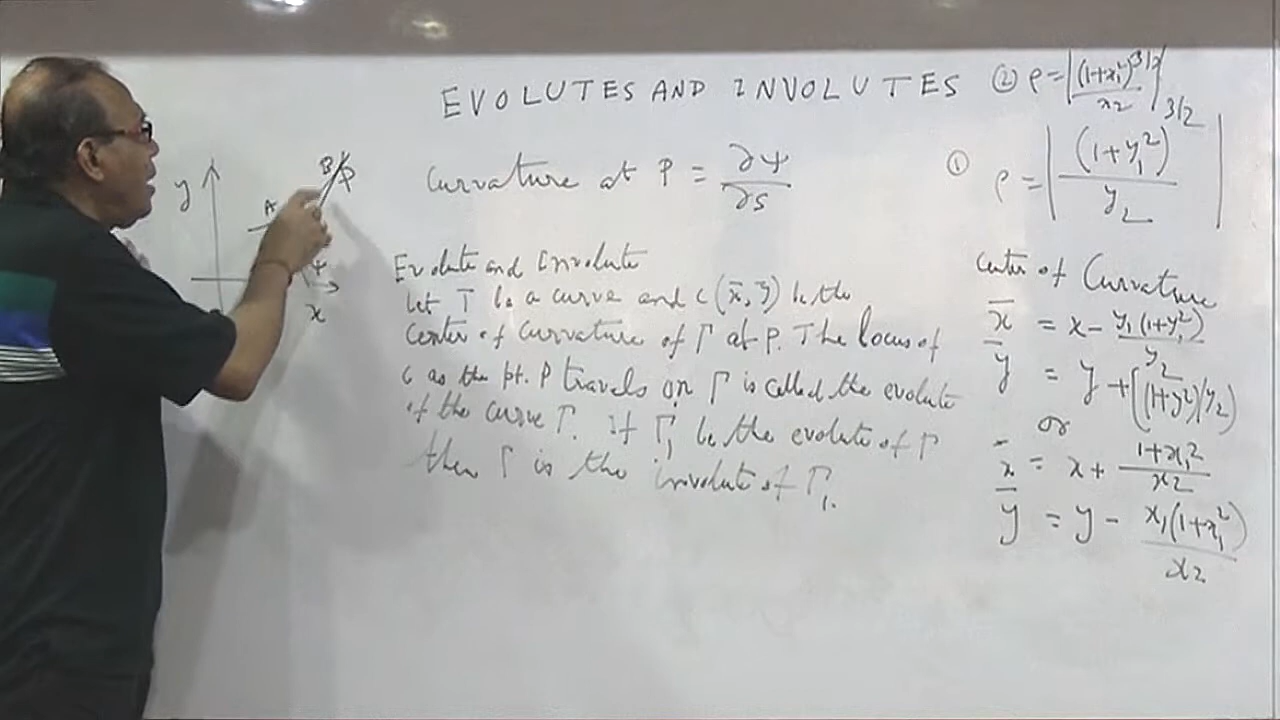 EVOLUTES AND INVOLUTES
② ρ = |(1+x₁²)^3/2 / x2|
Curvature at P = ∂ψ/∂s
① ρ = |(1+y₁²)^3/2 / y₂|
y
A
B/P
ψ
x
Evolute and Involute
Let Γ be a curve and C(x̄, ȳ) be the
Center of Curvature of Γ at P. The locus of
C as the pt. P travels on Γ is called the evolute
of the curve Γ. If Γ₁ be the evolute of Γ
then Γ is the involute of Γ₁.
Center of Curvature
x̄ = x - y₁(1+y₁²)/y₂
ȳ = y + [(1+y²)/y₂]
or
x̄ = x + 1+x₁²/x2
ȳ = y - x₁(1+x₁²)/x2